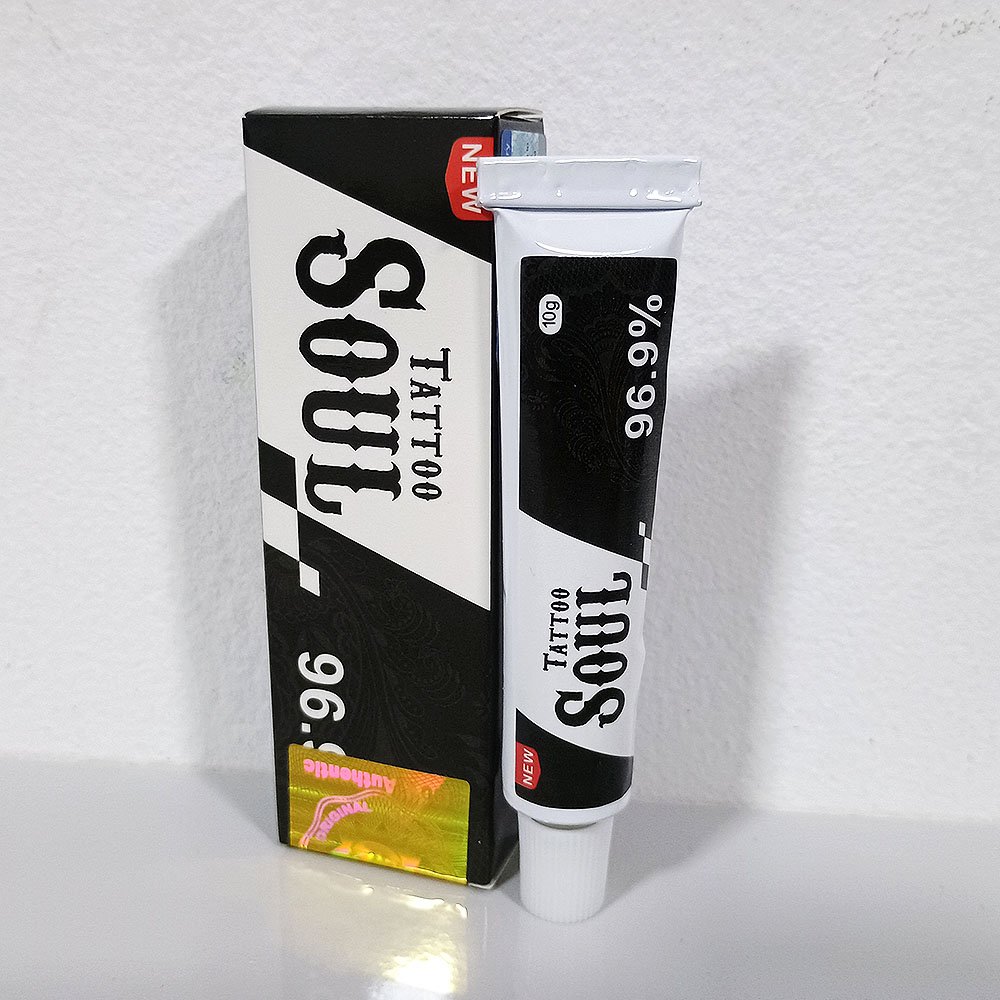 NEW
TATTOO
SOUL
96.9
Authentic
10g
96.9%
TATTOO
SOUL
NEW